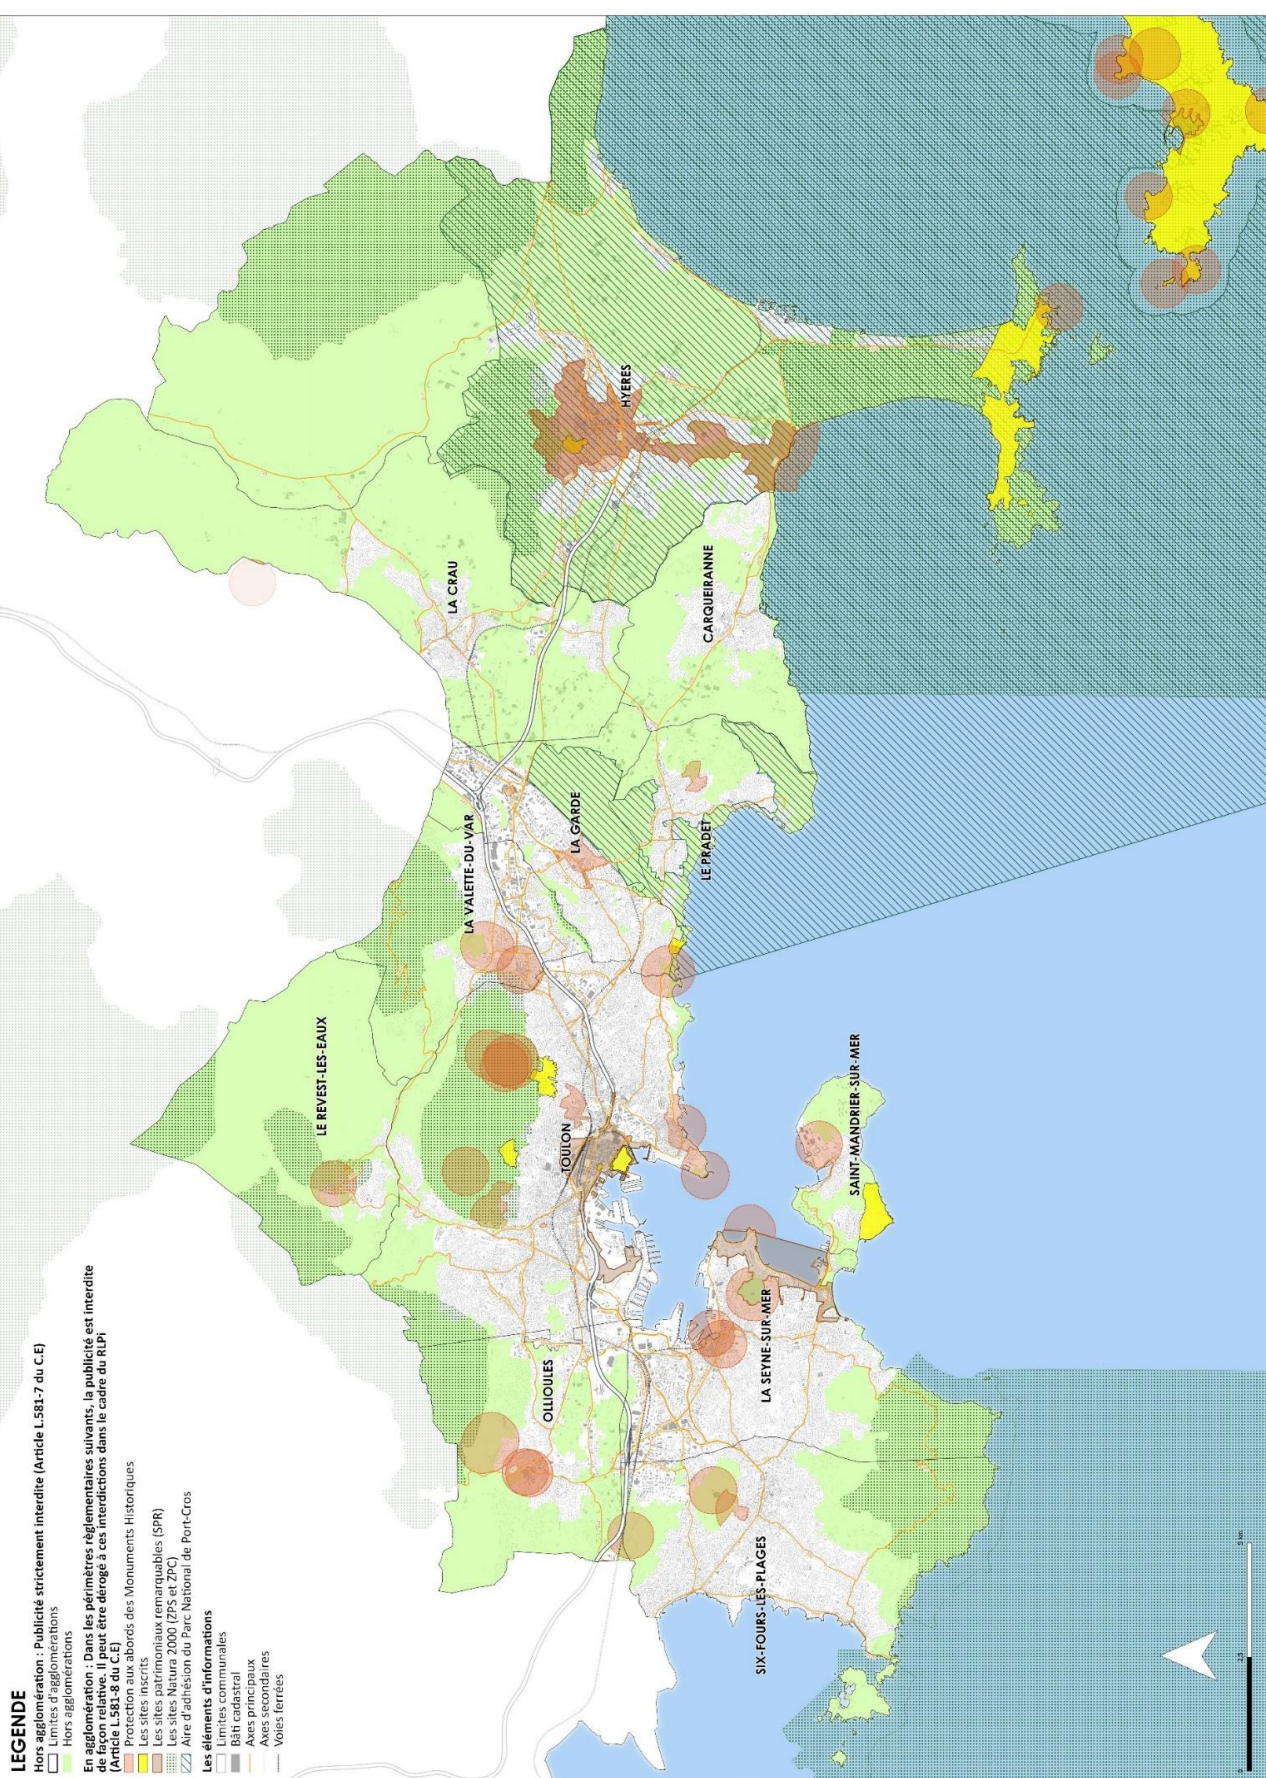 LEGENDE
Hors agglomération : Publicité strictement interdite (Article L.581-7 du C.E)
Limites d'agglomérations
Hors agglomérations
En agglomération : Dans les périmètres règlementaires suivants, la publicité est interdite
de façon relative. Il peut être dérogé à ces interdictions dans le cadre du RLPi
(Article L.581-8 du C.E)
Protection aux abords des Monuments Historiques
Les sites inscrits
Les sites patrimoniaux remarquables (SPR)
Les sites Natura 2000 (ZPS et ZPC)
Aire d'adhésion du Parc National de Port-Cros
Les éléments d'informations
Limites communales
Bâti cadastral
Axes principaux
Axes secondaires
Voies ferrées
LE REVEST-LES-EAUX
LA CRAU
LA VALETTE-DU-VAR
OLLIOULES
TOULON
LA GARDE
HYERES
LE PRADET
CARQUEIRANNE
SIX-FOURS-LES-PLAGES
LA SEYNE-SUR-MER
SAINT-MANDRIER-SUR-MER
0 2,5 5 km